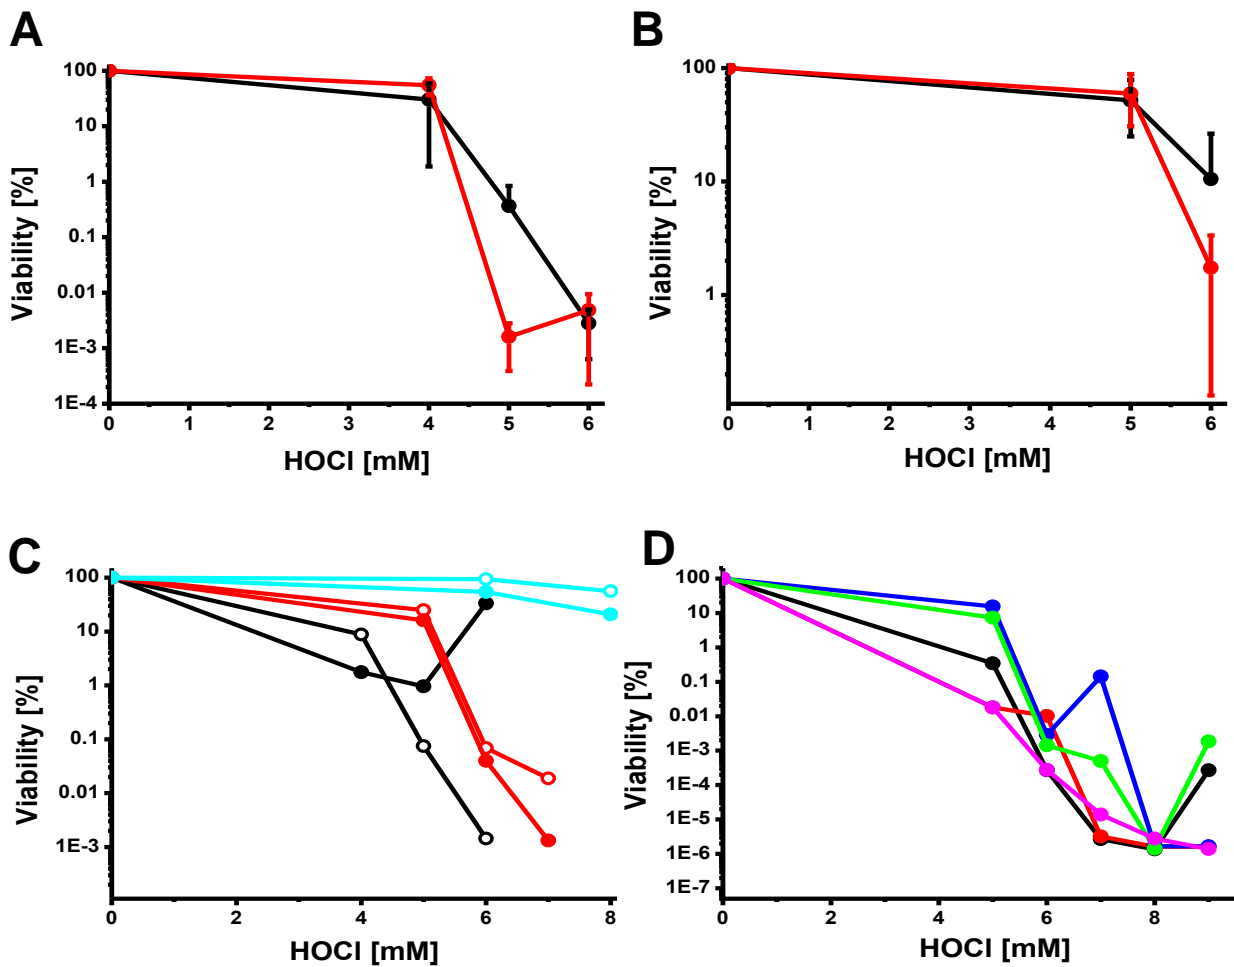 A
Viability [%]
100
10
1
0.1
0.01
1E-3
1E-4
0 1 2 3 4 5 6
HOCl [mM]
B
Viability [%]
100
10
1
0 1 2 3 4 5 6
HOCl [mM]
C
Viability [%]
100
10
1
0.1
0.01
1E-3
0 2 4 6 8
HOCl [mM]
D
Viability [%]
100
10
1
0.1
0.01
1E-3
1E-4
1E-5
1E-6
1E-7
0 2 4 6 8
HOCl [mM]